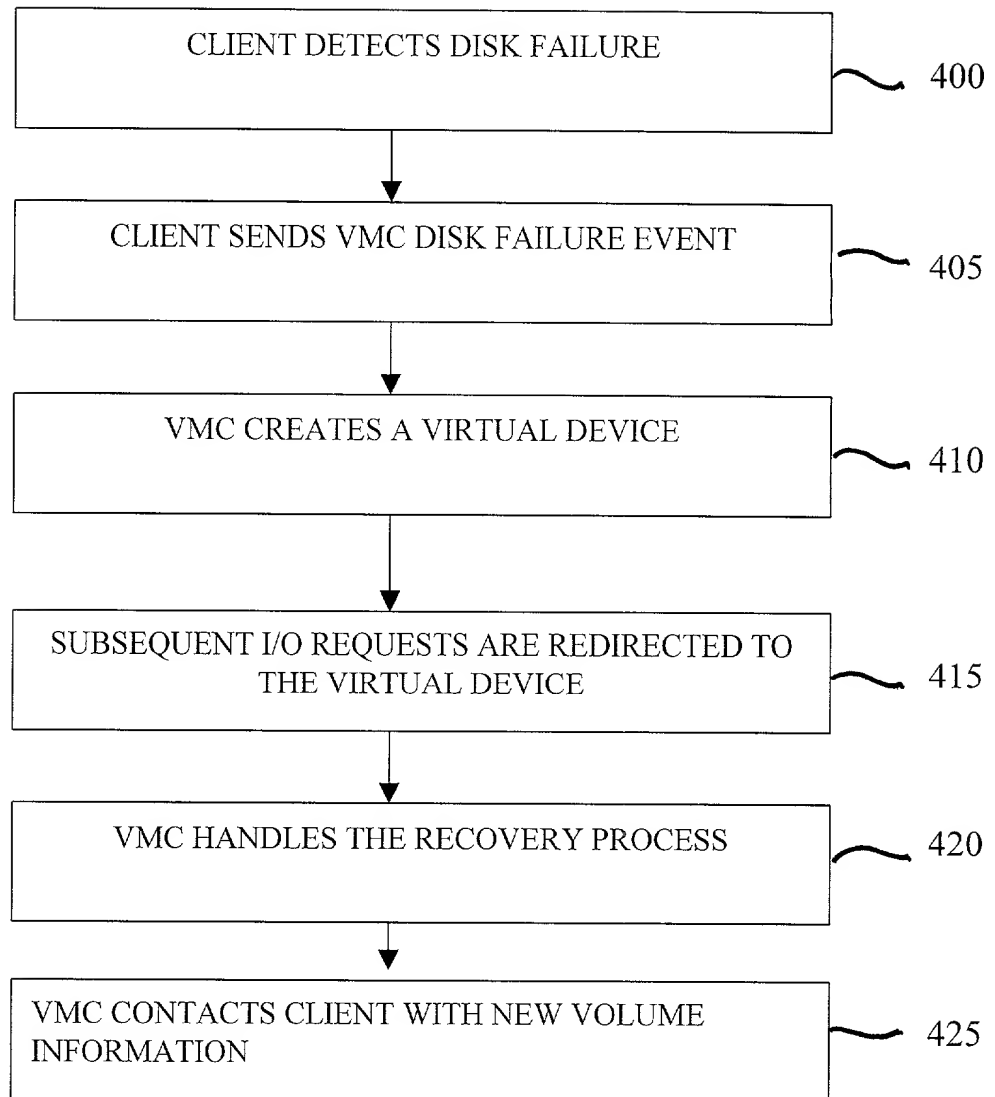 CLIENT DETECTS DISK FAILURE
400
CLIENT SENDS VMC DISK FAILURE EVENT
405
VMC CREATES A VIRTUAL DEVICE
410
SUBSEQUENT I/O REQUESTS ARE REDIRECTED TO
THE VIRTUAL DEVICE
415
VMC HANDLES THE RECOVERY PROCESS
420
VMC CONTACTS CLIENT WITH NEW VOLUME
INFORMATION
425